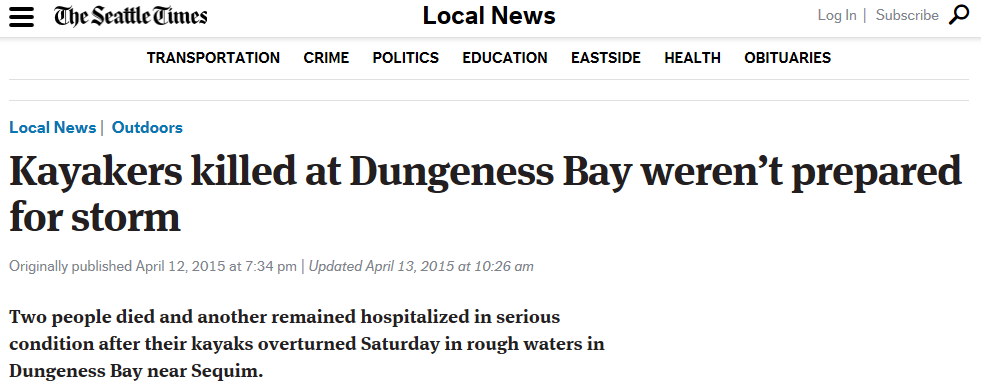 The Seattle Times
Local News
Log In | Subscribe
TRANSPORTATION CRIME POLITICS EDUCATION EASTSIDE HEALTH OBITUARIES
Local News | Outdoors
Kayakers killed at Dungeness Bay weren’t prepared
for storm
Originally published April 12, 2015 at 7:34 pm | Updated April 13, 2015 at 10:26 am
Two people died and another remained hospitalized in serious
condition after their kayaks overturned Saturday in rough waters in
Dungeness Bay near Sequim.